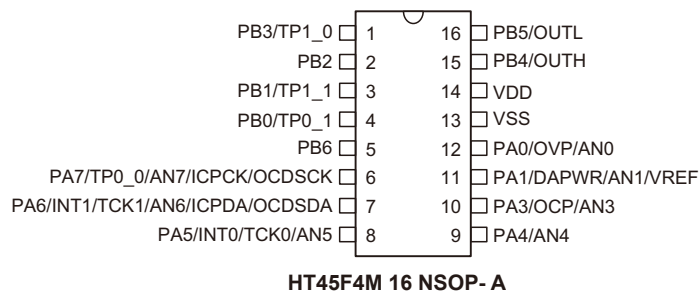 PB3/TP1_0 1 16 PB5/OUTL
PB2 2 15 PB4/OUTH
PB1/TP1_1 3 14 VDD
PB0/TP0_1 4 13 VSS
PB6 5 12 PA0/OVP/AN0
PA7/TP0_0/AN7/ICPCK/OCDSCK 6 11 PA1/DAPWR/AN1/VREF
PA6/INT1/TCK1/AN6/ICPDA/OCDSDA 7 10 PA3/OCP/AN3
PA5/INT0/TCK0/AN5 8 9 PA4/AN4
HT45F4M 16 NSOP- A